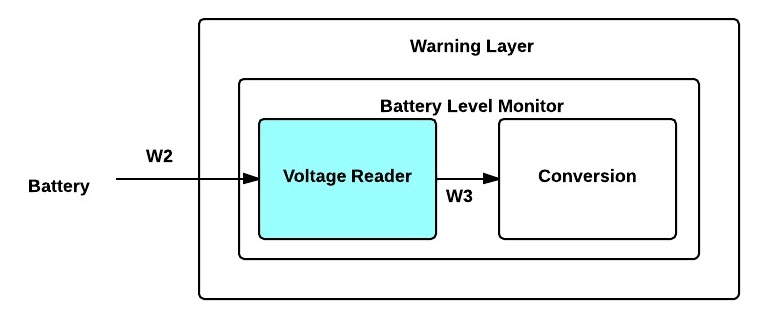 Warning Layer
Battery Level Monitor
W2
Battery
Voltage Reader
W3
Conversion